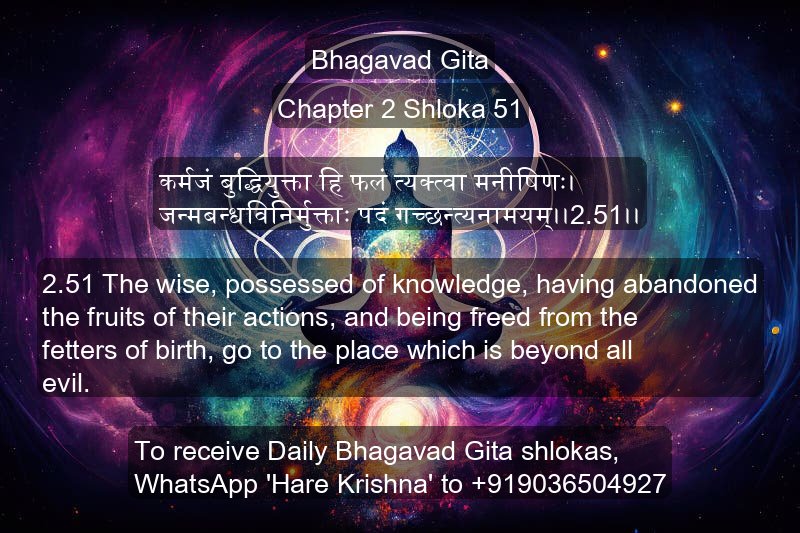 Bhagavad Gita
Chapter 2 Shloka 51
कर्मजं बुद्धियुक्ता हि फलं त्यक्त्वा मनीषिणः।
जन्मबन्धविनिर्मुक्ताः पदं गच्छन्त्यनामयम्।।2.51।।
2.51 The wise, possessed of knowledge, having abandoned
the fruits of their actions, and being freed from the
fetters of birth, go to the place which is beyond all
evil.
To receive Daily Bhagavad Gita shlokas,
WhatsApp 'Hare Krishna' to +919036504927